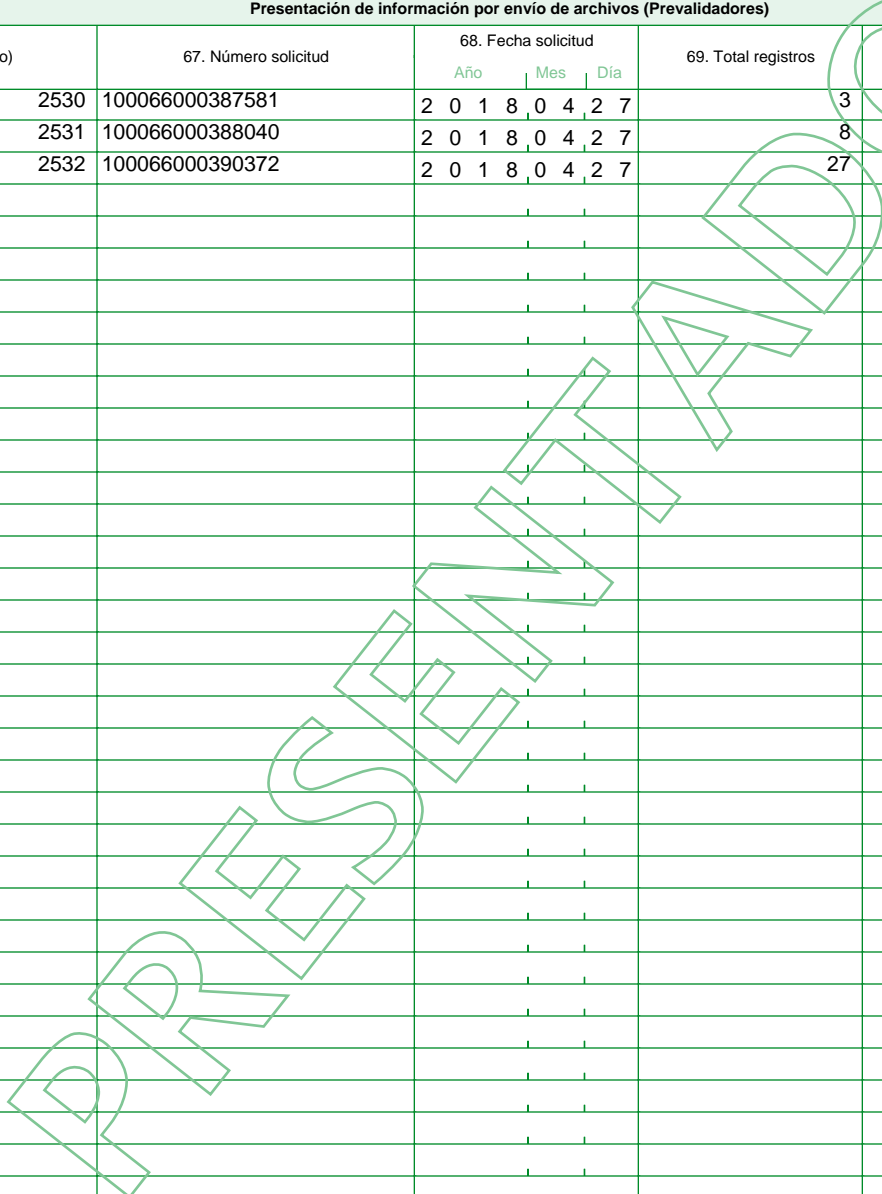 Presentación de información por envío de archivos (Prevalidadores)
o) 67. Número solicitud 68. Fecha solicitud 69. Total registros
Año Mes Día
2530 100066000387581 2 0 1 8 0 4 2 7 3
2531 100066000388040 2 0 1 8 0 4 2 7 8
2532 100066000390372 2 0 1 8 0 4 2 7 27
PRESENTADO